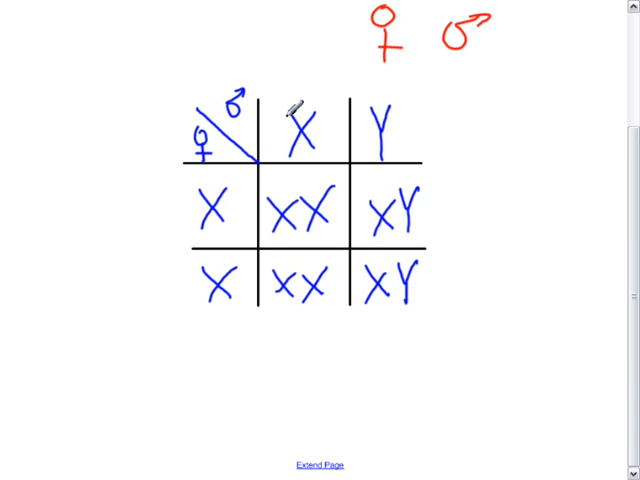 ♀ ♂
♂
♀ X Y
X XX XY
X XX XY
Extend Page